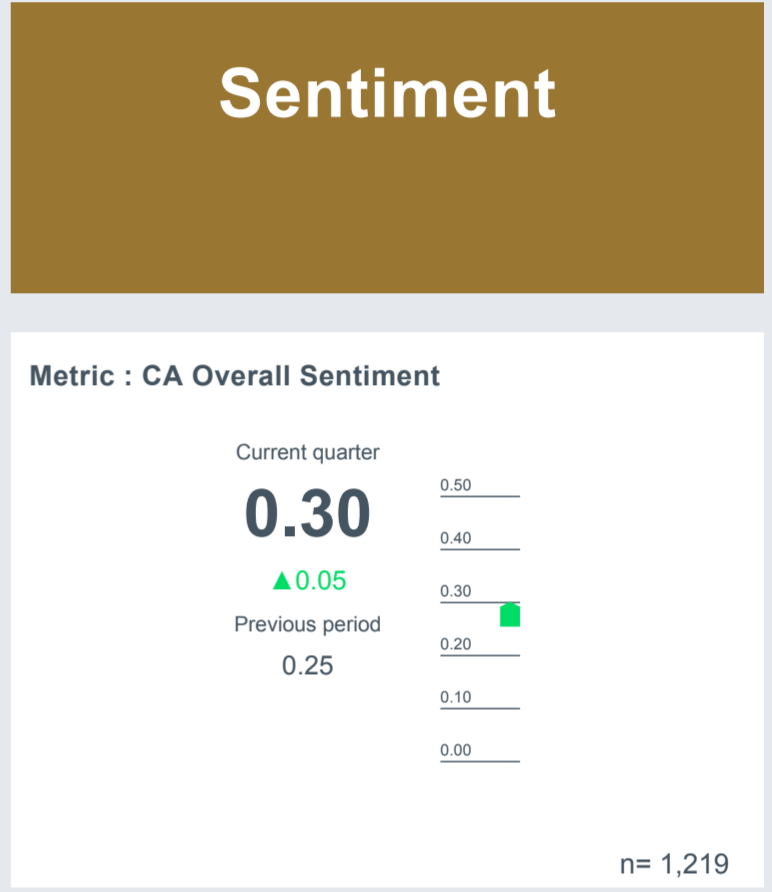 Sentiment
Metric : CA Overall Sentiment
Current quarter
0.30
▲0.05
Previous period
0.25
0.50
0.40
0.30
0.20
0.10
0.00
n= 1,219